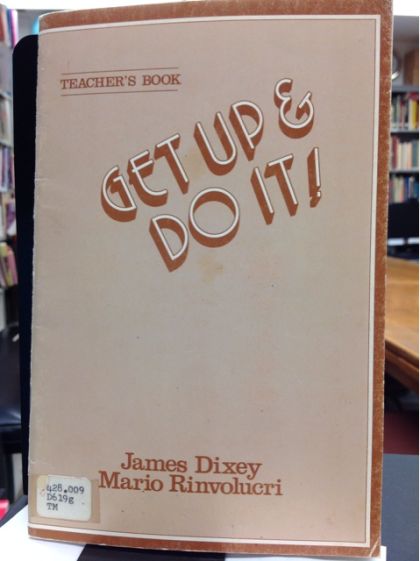 TEACHER'S BOOK
GET UP &
DO IT!
James Dixey
Mario Rinvolucri
428.009
D619g
TM